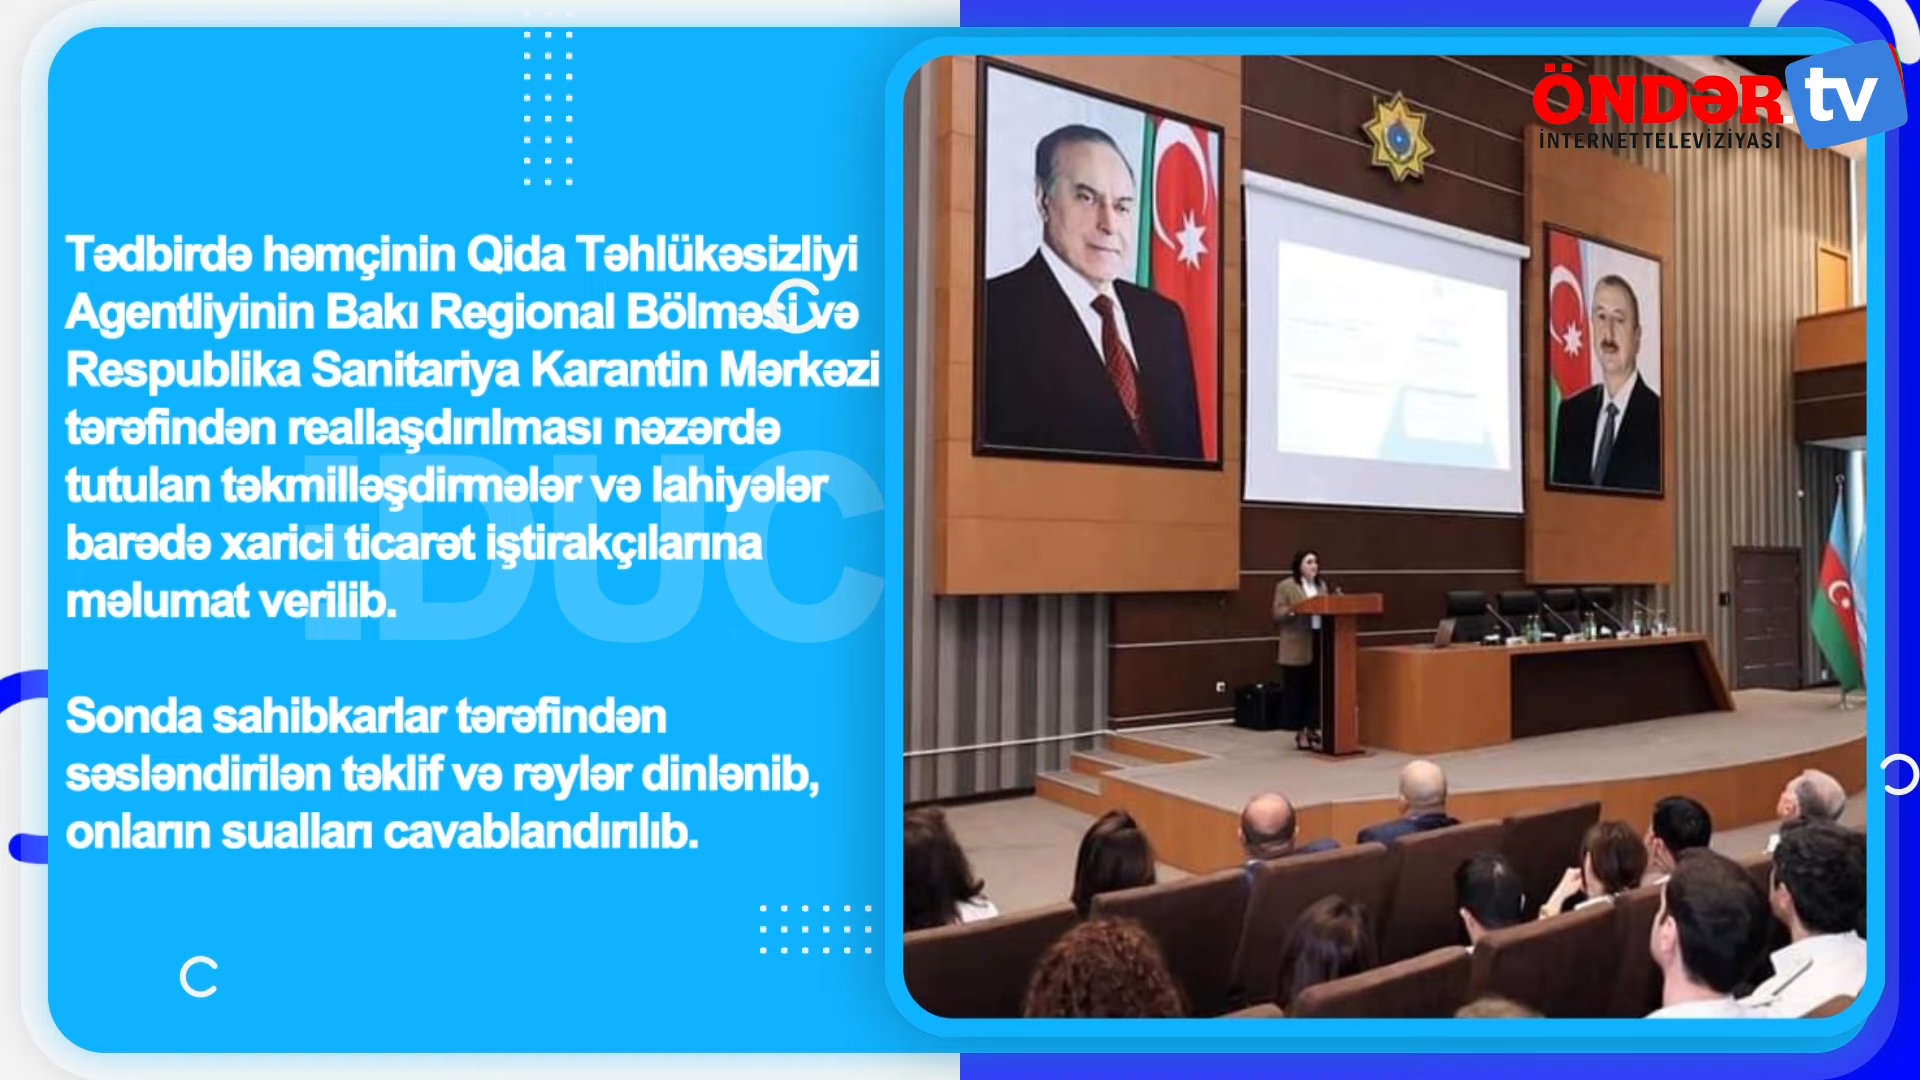 ÖNDƏR.tv
İNTERNET TELEVİZİYASI
Tədbirdə həmçinin Qida Təhlükəsizliyi
Agentliyinin Bakı Regional Bölməsi və
Respublika Sanitariya Karantin Mərkəzi
tərəfindən reallaşdırılması nəzərdə
tutulan təkmilləşdirmələr və lahiyələr
barədə xarici ticarət iştirakçılarına
məlumat verilib.
Sonda sahibkarlar tərəfindən
səsləndirilən təklif və rəylər dinlənib,
onların sualları cavablandırılıb.